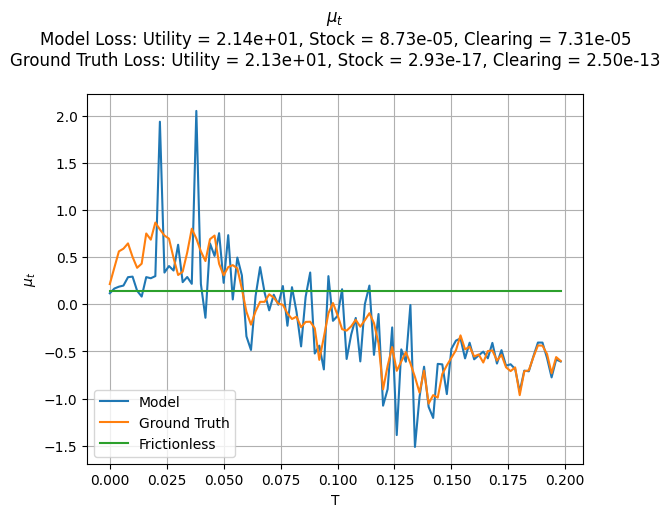 μ_t
Model Loss: Utility = 2.14e+01, Stock = 8.73e-05, Clearing = 7.31e-05
Ground Truth Loss: Utility = 2.13e+01, Stock = 2.93e-17, Clearing = 2.50e-13
2.0
1.5
1.0
0.5
0.0
−0.5
−1.0
−1.5
μ_t
Model
Ground Truth
Frictionless
0.000 0.025 0.050 0.075 0.100 0.125 0.150 0.175 0.200
T